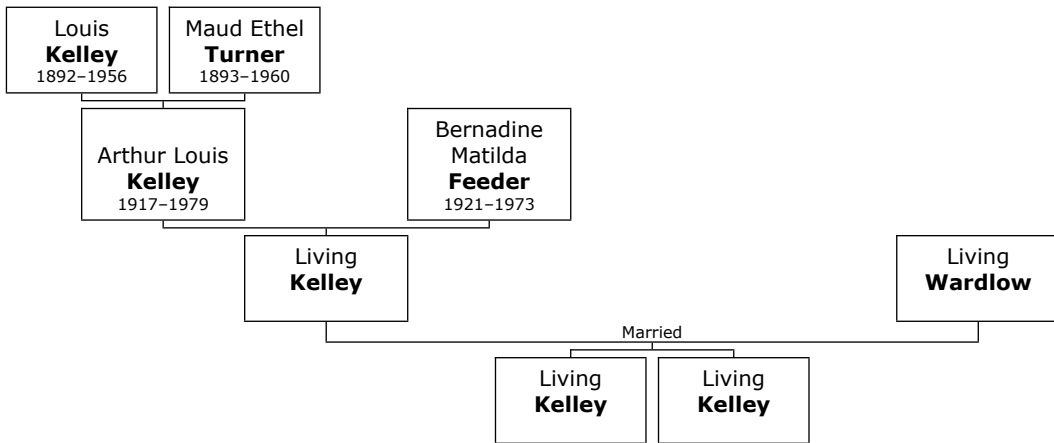 Louis
Kelley
1892–1956
Maud Ethel
Turner
1893–1960
Arthur Louis
Kelley
1917–1979
Bernadine
Matilda
Feeder
1921–1973
Living
Kelley
Living
Wardlow
Married
Living
Kelley
Living
Kelley